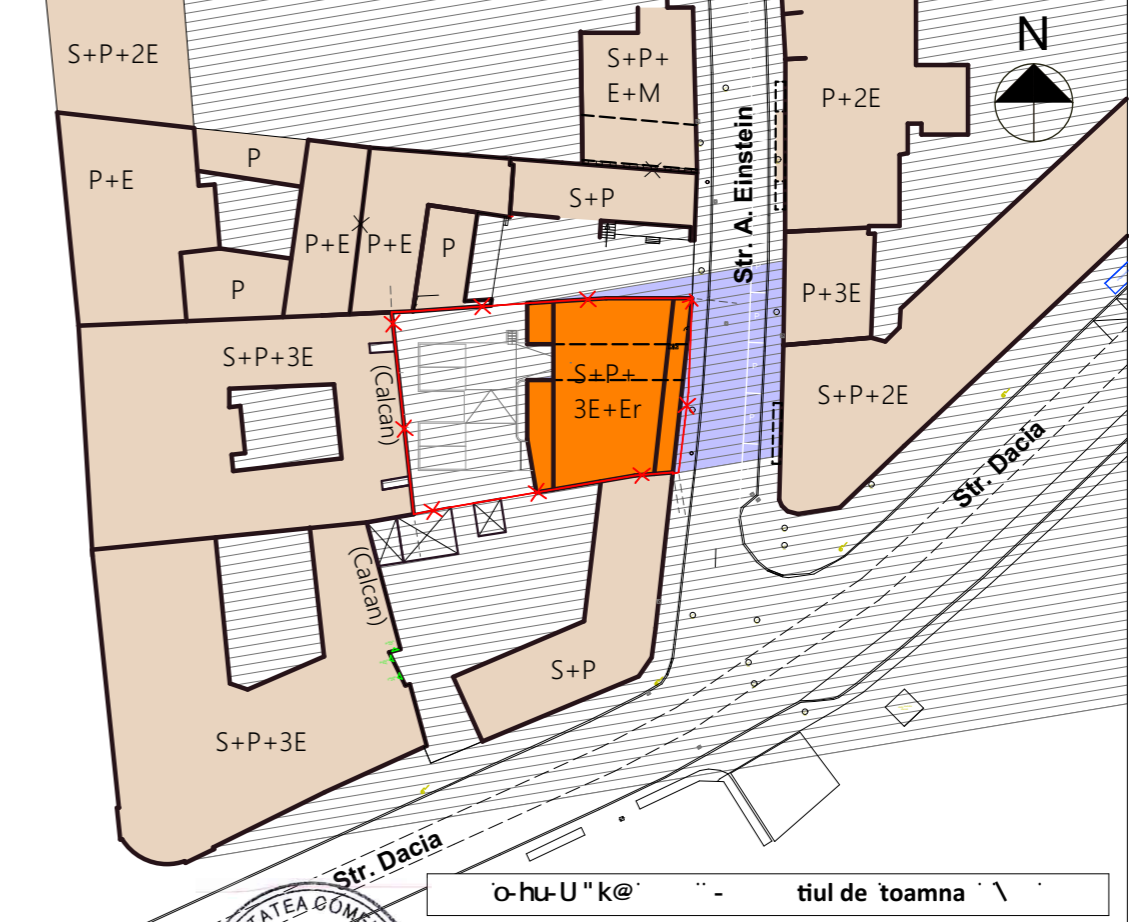 S+P+2E
S+P+
E+M
N
P+2E
P
P+E
Str. A. Einstein
S+P
P+E
P+E
P
P
P+3E
S+P+3E
(Calcan)
S+P+
3E+Er
S+P+2E
Str. Dacia
(Calcan)
S+P
S+P+3E
Str. Dacia
tiul de toamna